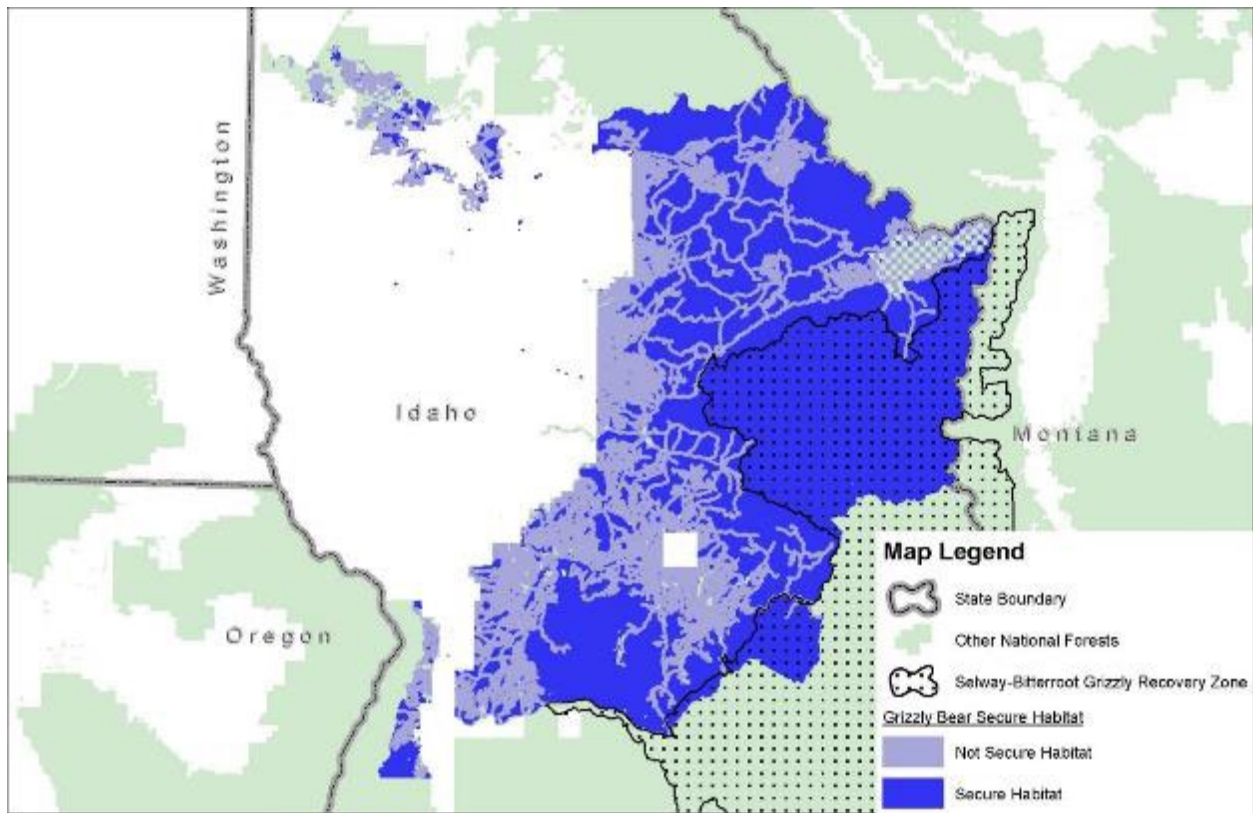 Washington
Idaho
Montana
Oregon
Map Legend
State Boundary
Other National Forests
Selway-Bitterroot Grizzly Recovery Zone
Grizzly Bear Secure Habitat
Not Secure Habitat
Secure Habitat